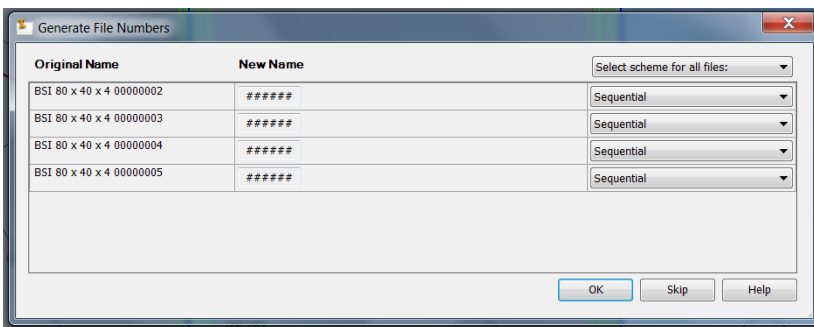 Generate File Numbers
Original Name New Name Select scheme for all files:
BSI 80 x 40 x 4 00000002 ###### Sequential
BSI 80 x 40 x 4 00000003 ###### Sequential
BSI 80 x 40 x 4 00000004 ###### Sequential
BSI 80 x 40 x 4 00000005 ###### Sequential
OK Skip Help